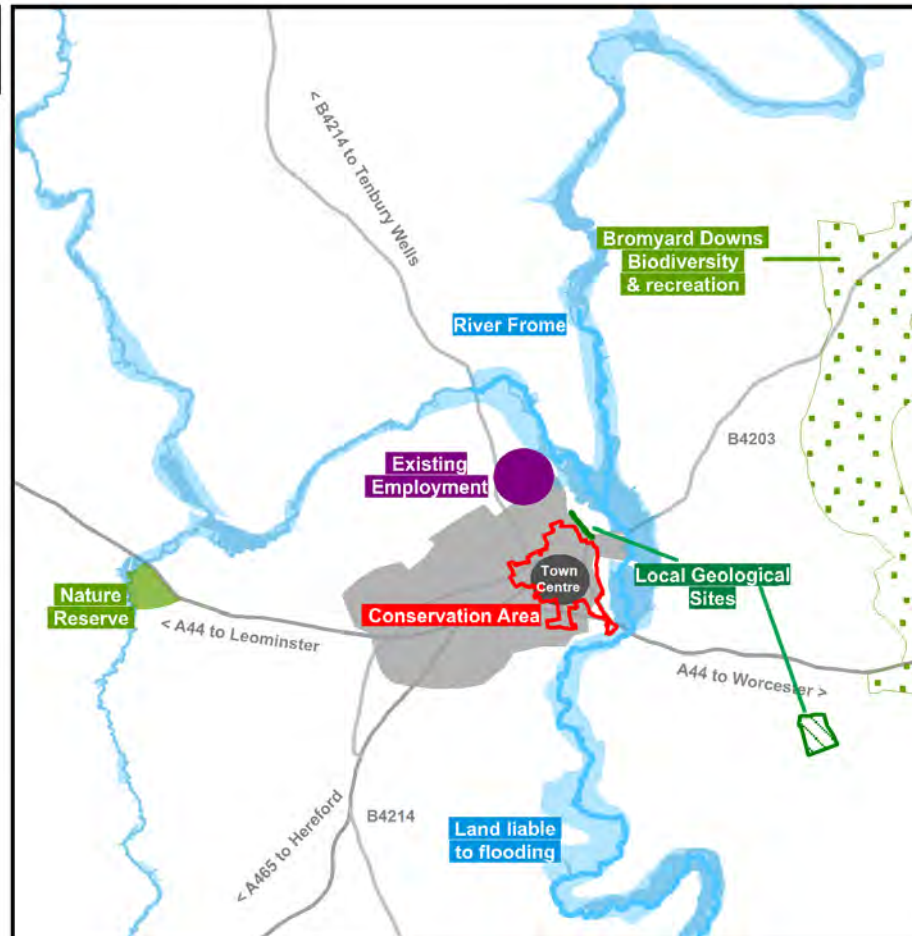 < B4214 to Tenbury Wells
Bromyard Downs
Biodiversity
& recreation
River Frome
B4203
Existing
Employment
Town
Centre
Local Geological
Sites
Nature
Reserve
Conservation Area
< A44 to Leominster
A44 to Worcester >
< A465 to Hereford
B4214
Land liable
to flooding